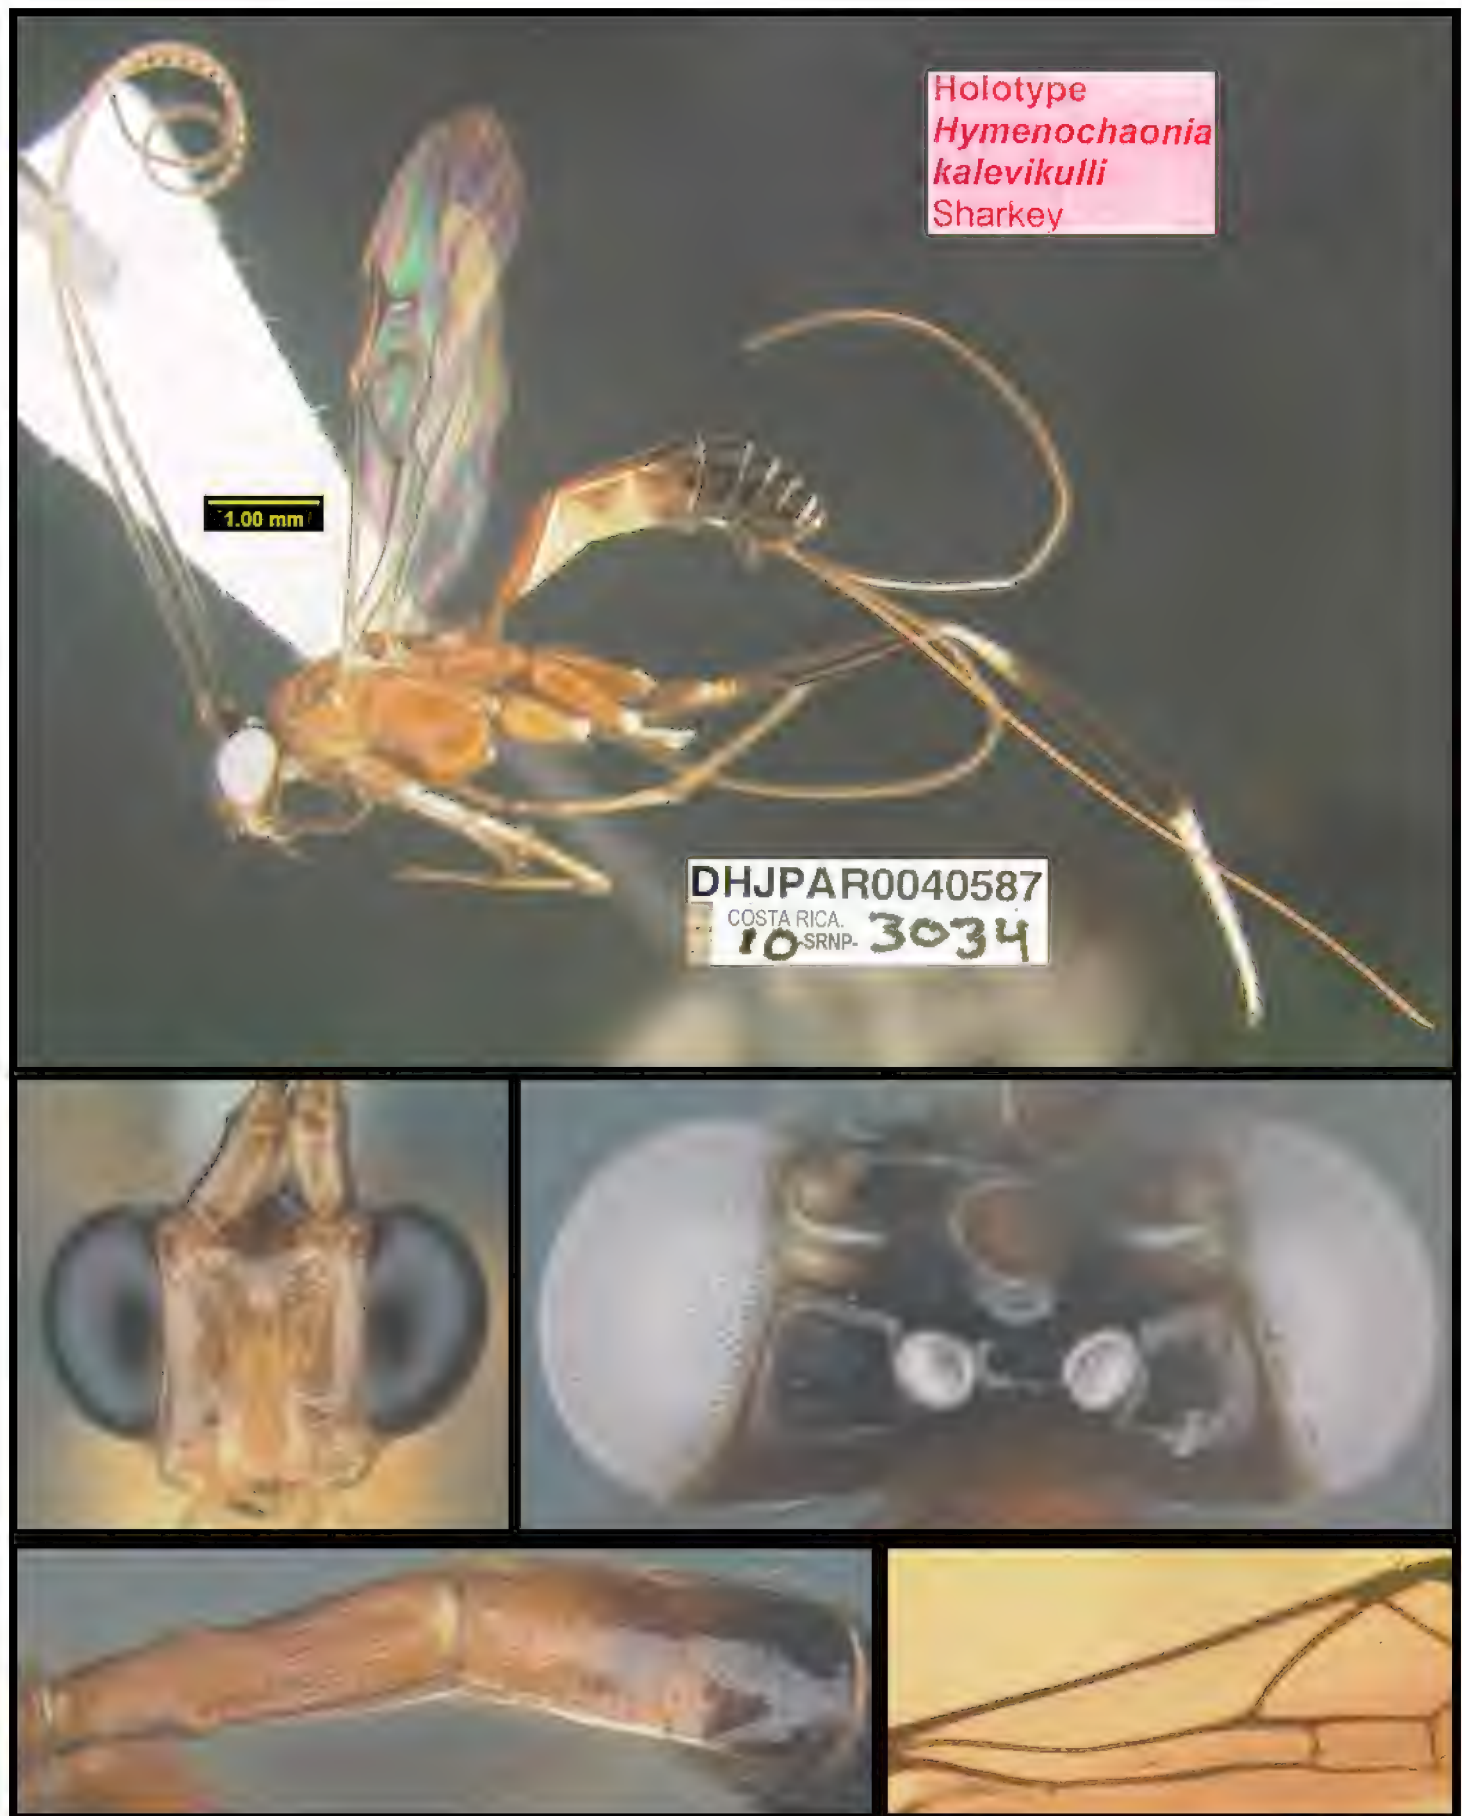 Holotype
Hymenochaonia
kalevikulli
Sharkey
1.00 mm
DHJPAR0040587
COSTA RICA.
10-SRNP- 3034